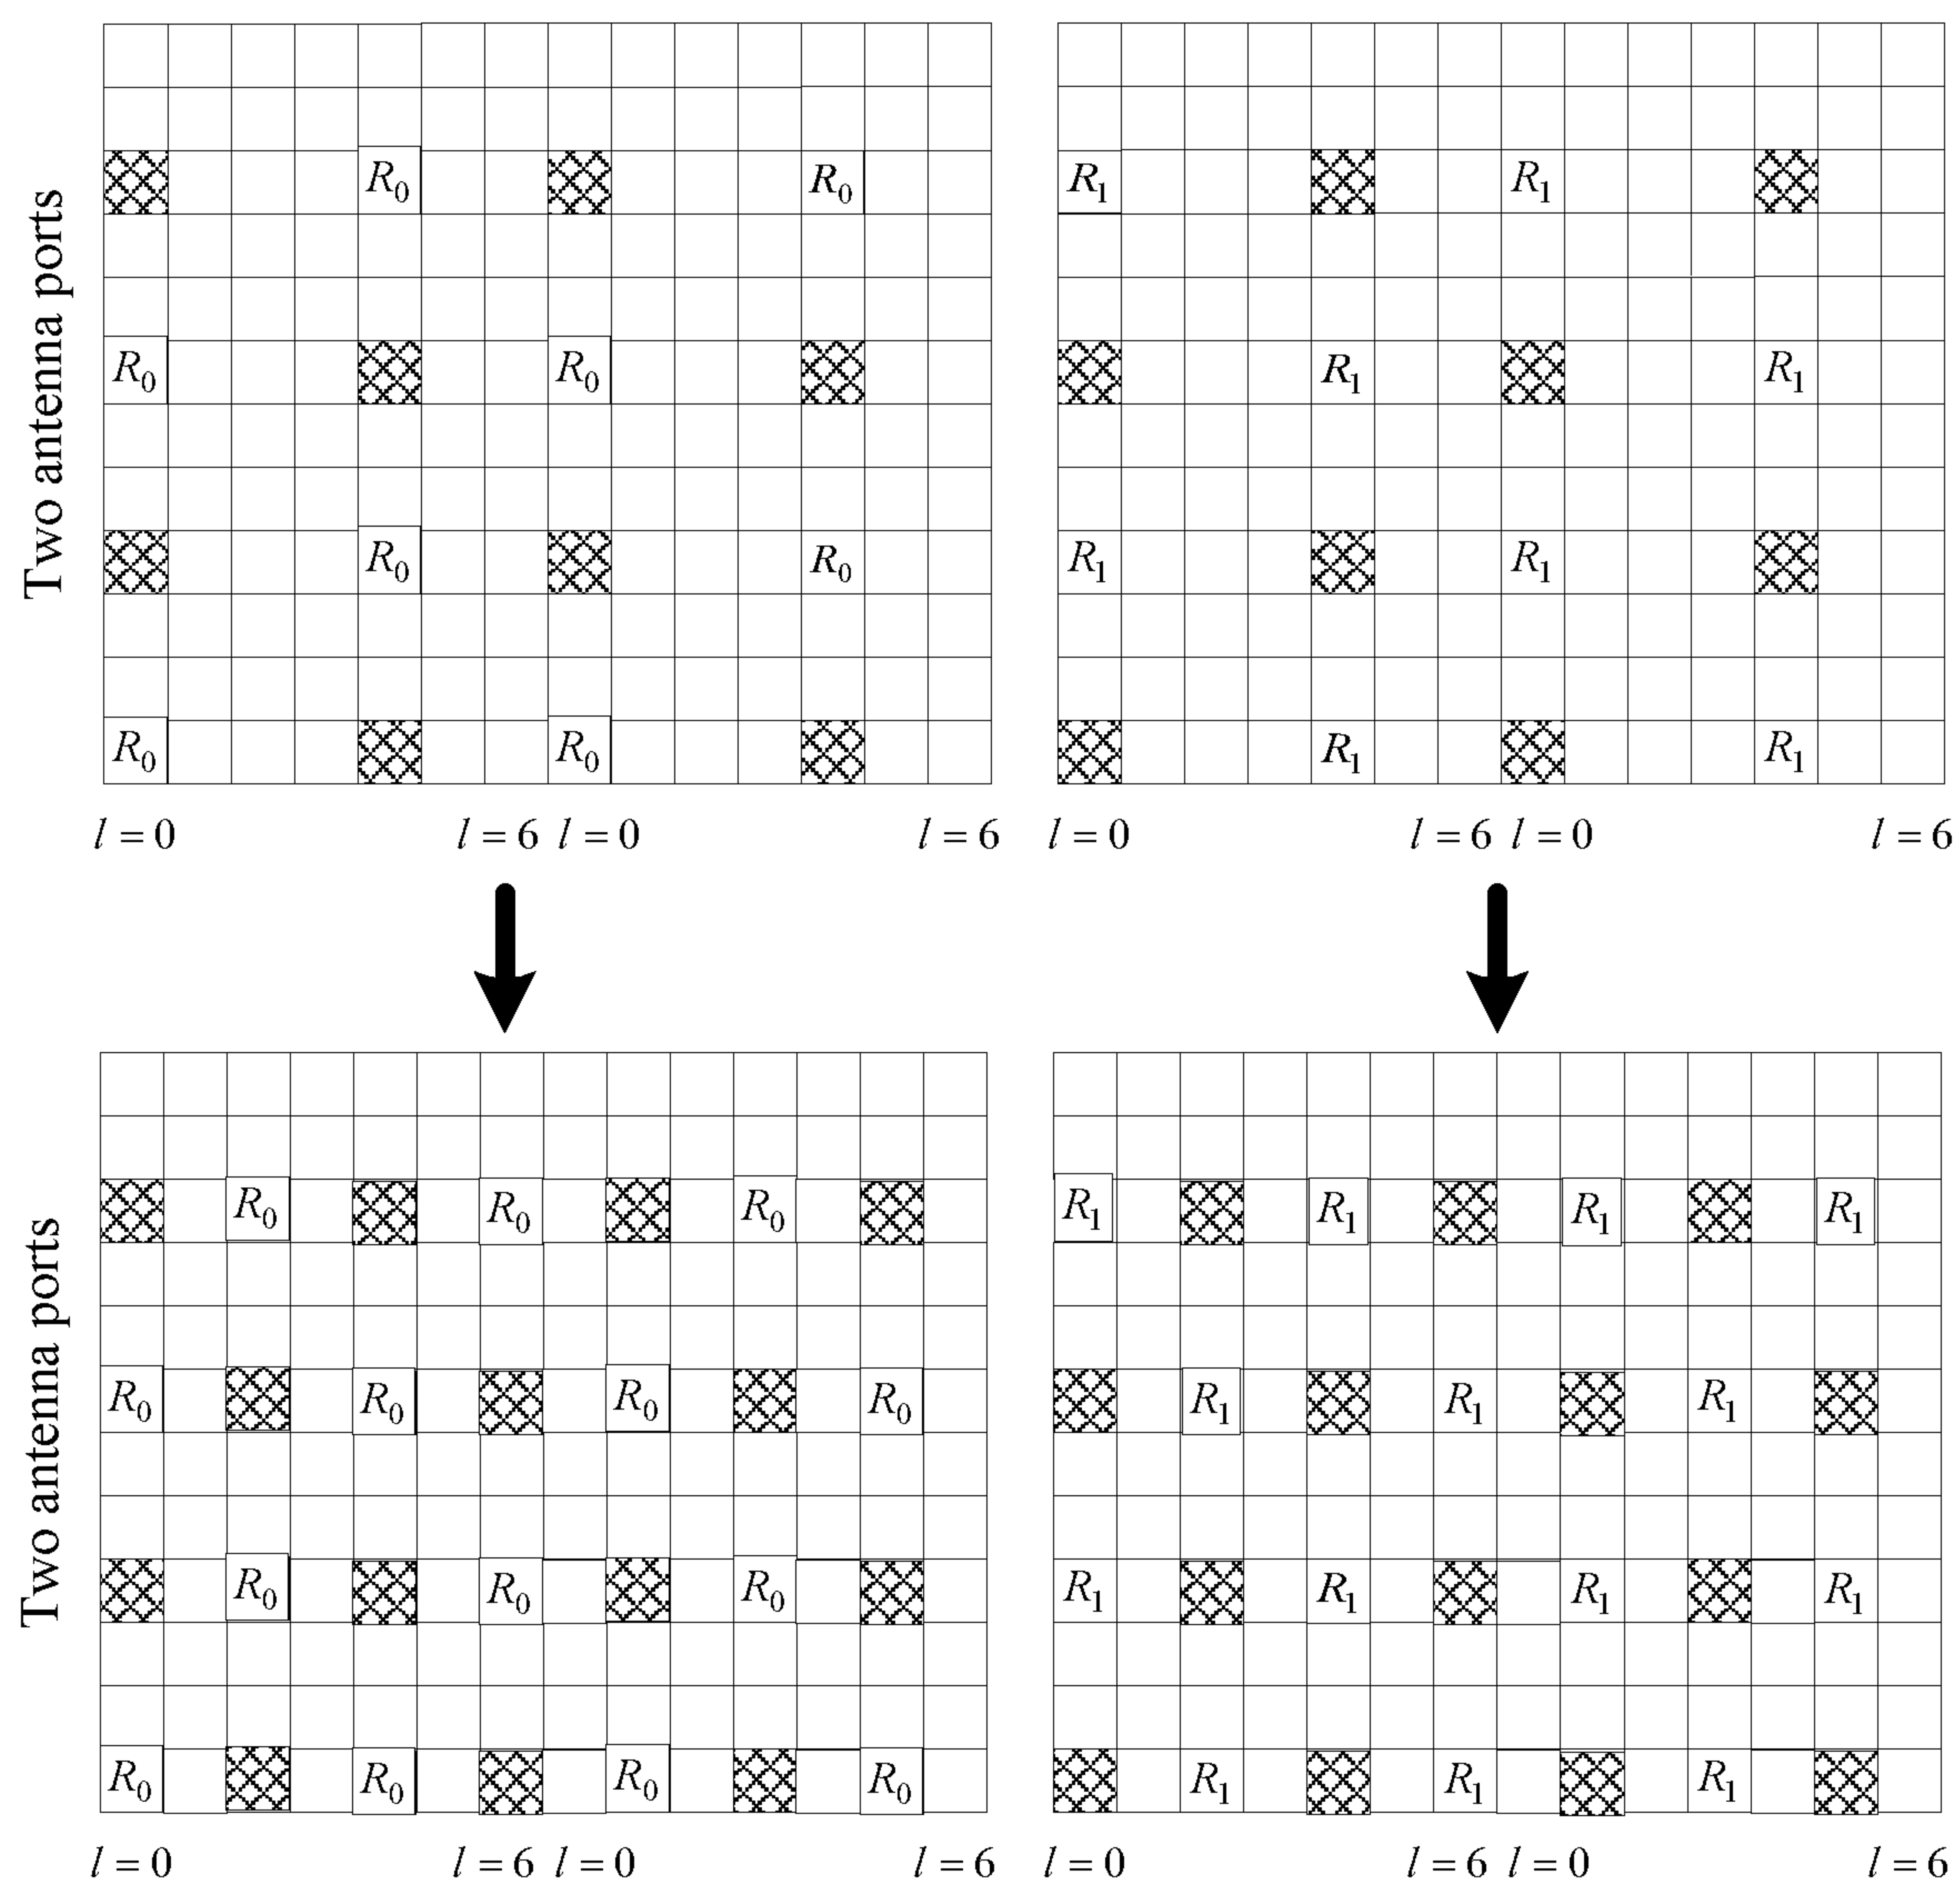 Two antenna ports
R0 R0 R1 R1
R0 R0 R1 R1
R0 R0 R1 R1
R0 R0 R1 R1
l = 0 l = 6 l = 0 l = 6 l = 0 l = 6 l = 0 l = 6
Two antenna ports
R0 R0 R0 R1 R1 R1 R1
R0 R0 R0 R0 R1 R1 R1
R0 R0 R0 R1 R1 R1 R1
R0 R0 R0 R0 R1 R1 R1
l = 0 l = 6 l = 0 l = 6 l = 0 l = 6 l = 0 l = 6